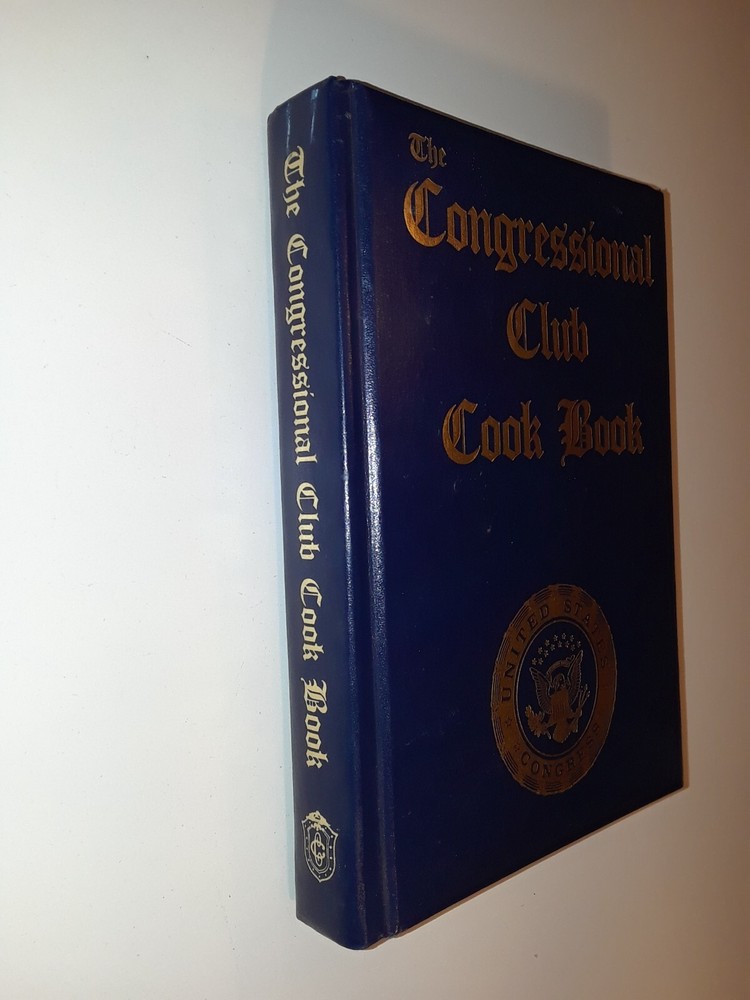 The Congressional Club Cook Book
The
Congressional
Club
Cook Book
UNITED STATES
CONGRESS